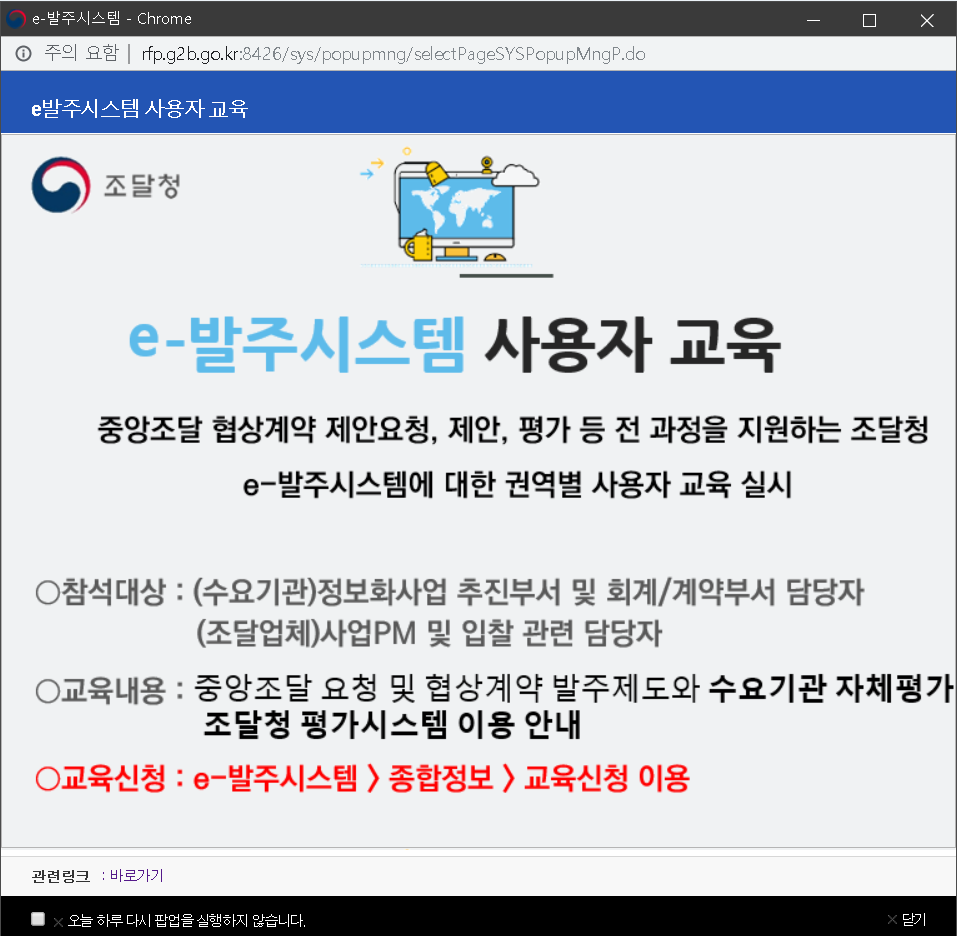 e-발주시스템 - Chrome
주의 요함 | rfp.g2b.go.kr:8426/sys/popupmng/selectPageSYSPopupMngP.do
e발주시스템 사용자 교육
조달청
e-발주시스템 사용자 교육
중앙조달 협상계약 제안요청, 제안, 평가 등 전 과정을 지원하는 조달청
e-발주시스템에 대한 권역별 사용자 교육 실시
○참석대상 : (수요기관)정보화사업 추진부서 및 회계/계약부서 담당자
(조달업체)사업PM 및 입찰 관련 담당자
○교육내용 : 중앙조달 요청 및 협상계약 발주제도와 수요기관 자체평가
조달청 평가시스템 이용 안내
○교육신청 : e-발주시스템 > 종합정보 > 교육신청 이용
관련링크 : 바로가기
× 오늘 하루 다시 팝업을 실행하지 않습니다.
× 닫기